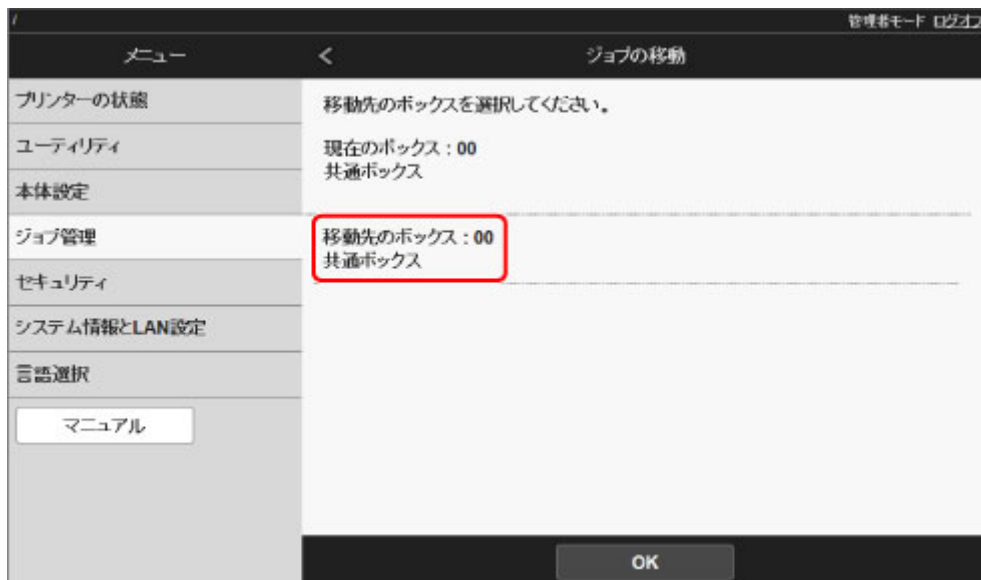 /
管理者モード ログオフ
メニュー
<
ジョブの移動
プリンターの状態
ユーティリティ
本体設定
ジョブ管理
セキュリティ
システム情報とLAN設定
言語選択
マニュアル
移動先のボックスを選択してください。
現在のボックス : 00
共通ボックス
移動先のボックス : 00
共通ボックス
OK